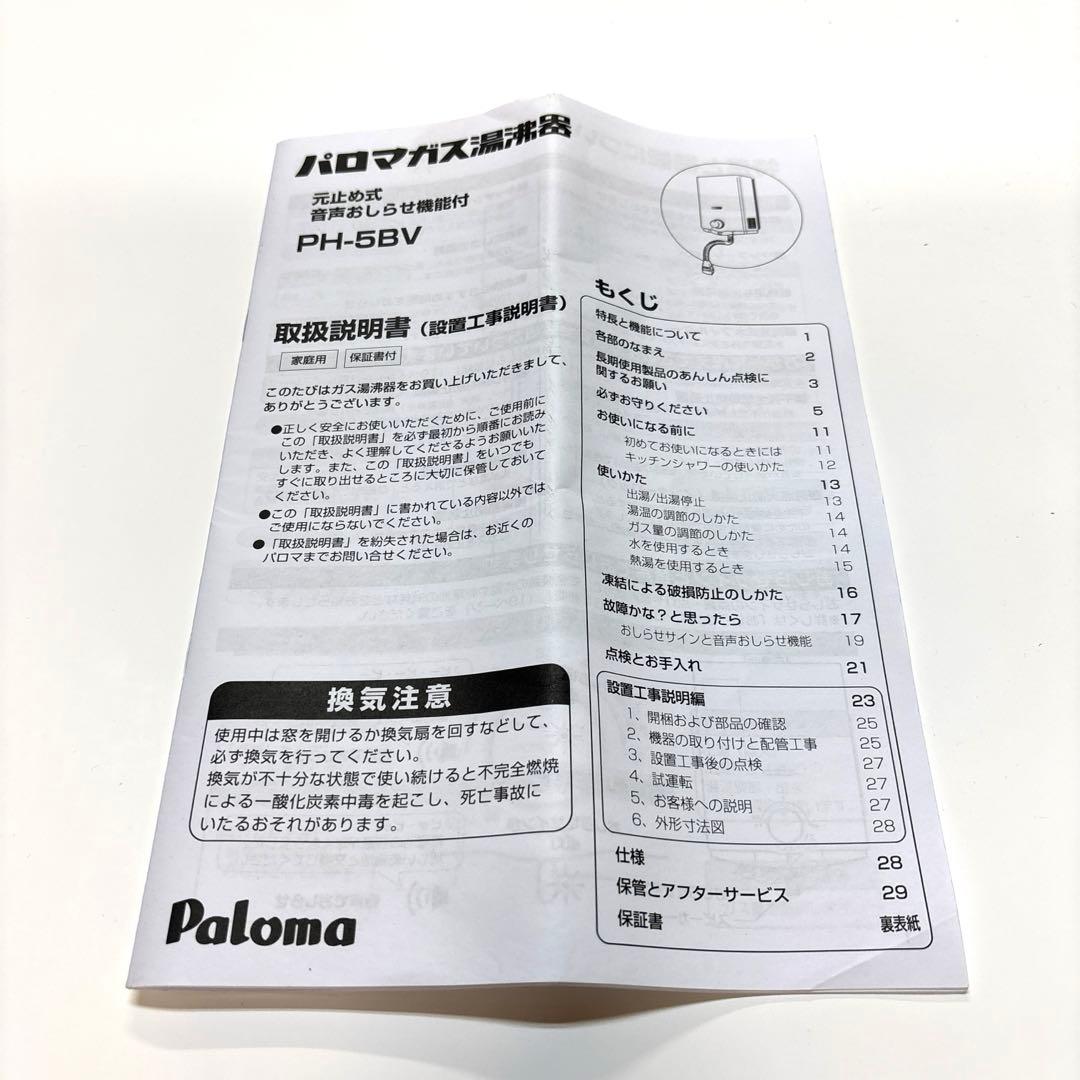 パロマガス湯沸器
元止め式
音声おしらせ機能付
PH-5BV
取扱説明書（設置工事説明書）
家庭用 保証書付
このたびはガス湯沸器をお買い上げいただきまして、
ありがとうございます。
●正しく安全にお使いいただくために、ご使用前に
この「取扱説明書」を必ず最初から順番にお読み
いただき、よく理解してくださるようお願いいた
します。また、この「取扱説明書」をいつでも
すぐに取り出せるところに大切に保管しておいて
ください。
●この「取扱説明書」に書かれている内容以外では
ご使用にならないでください。
●「取扱説明書」を紛失された場合は、お近くの
パロマまでお問い合せください。
換気注意
使用中は窓を開けるか換気扇を回すなどして、
必ず換気を行ってください。
換気が不十分な状態で使い続けると不完全燃焼
による一酸化炭素中毒を起こし、死亡事故に
いたるおそれがあります。
Paloma
もくじ
特長と機能について 1
各部のなまえ 2
長期使用製品のあんしん点検に
関するお願い 3
必ずお守りください 5
お使いになる前に 11
初めてお使いになるときには 11
キッチンシャワーの使いかた 12
使いかた 13
出湯/出湯停止 13
湯温の調節のしかた 14
ガス量の調節のしかた 14
水を使用するとき 14
熱湯を使用するとき 15
凍結による破損防止のしかた 16
故障かな？と思ったら 17
おしらせサインと音声おしらせ機能 19
点検とお手入れ 21
設置工事説明編 23
1、開梱および部品の確認 25
2、機器の取り付けと配管工事 25
3、設置工事後の点検 27
4、試運転 27
5、お客様への説明 27
6、外形寸法図 28
仕様 28
保管とアフターサービス 29
保証書 裏表紙